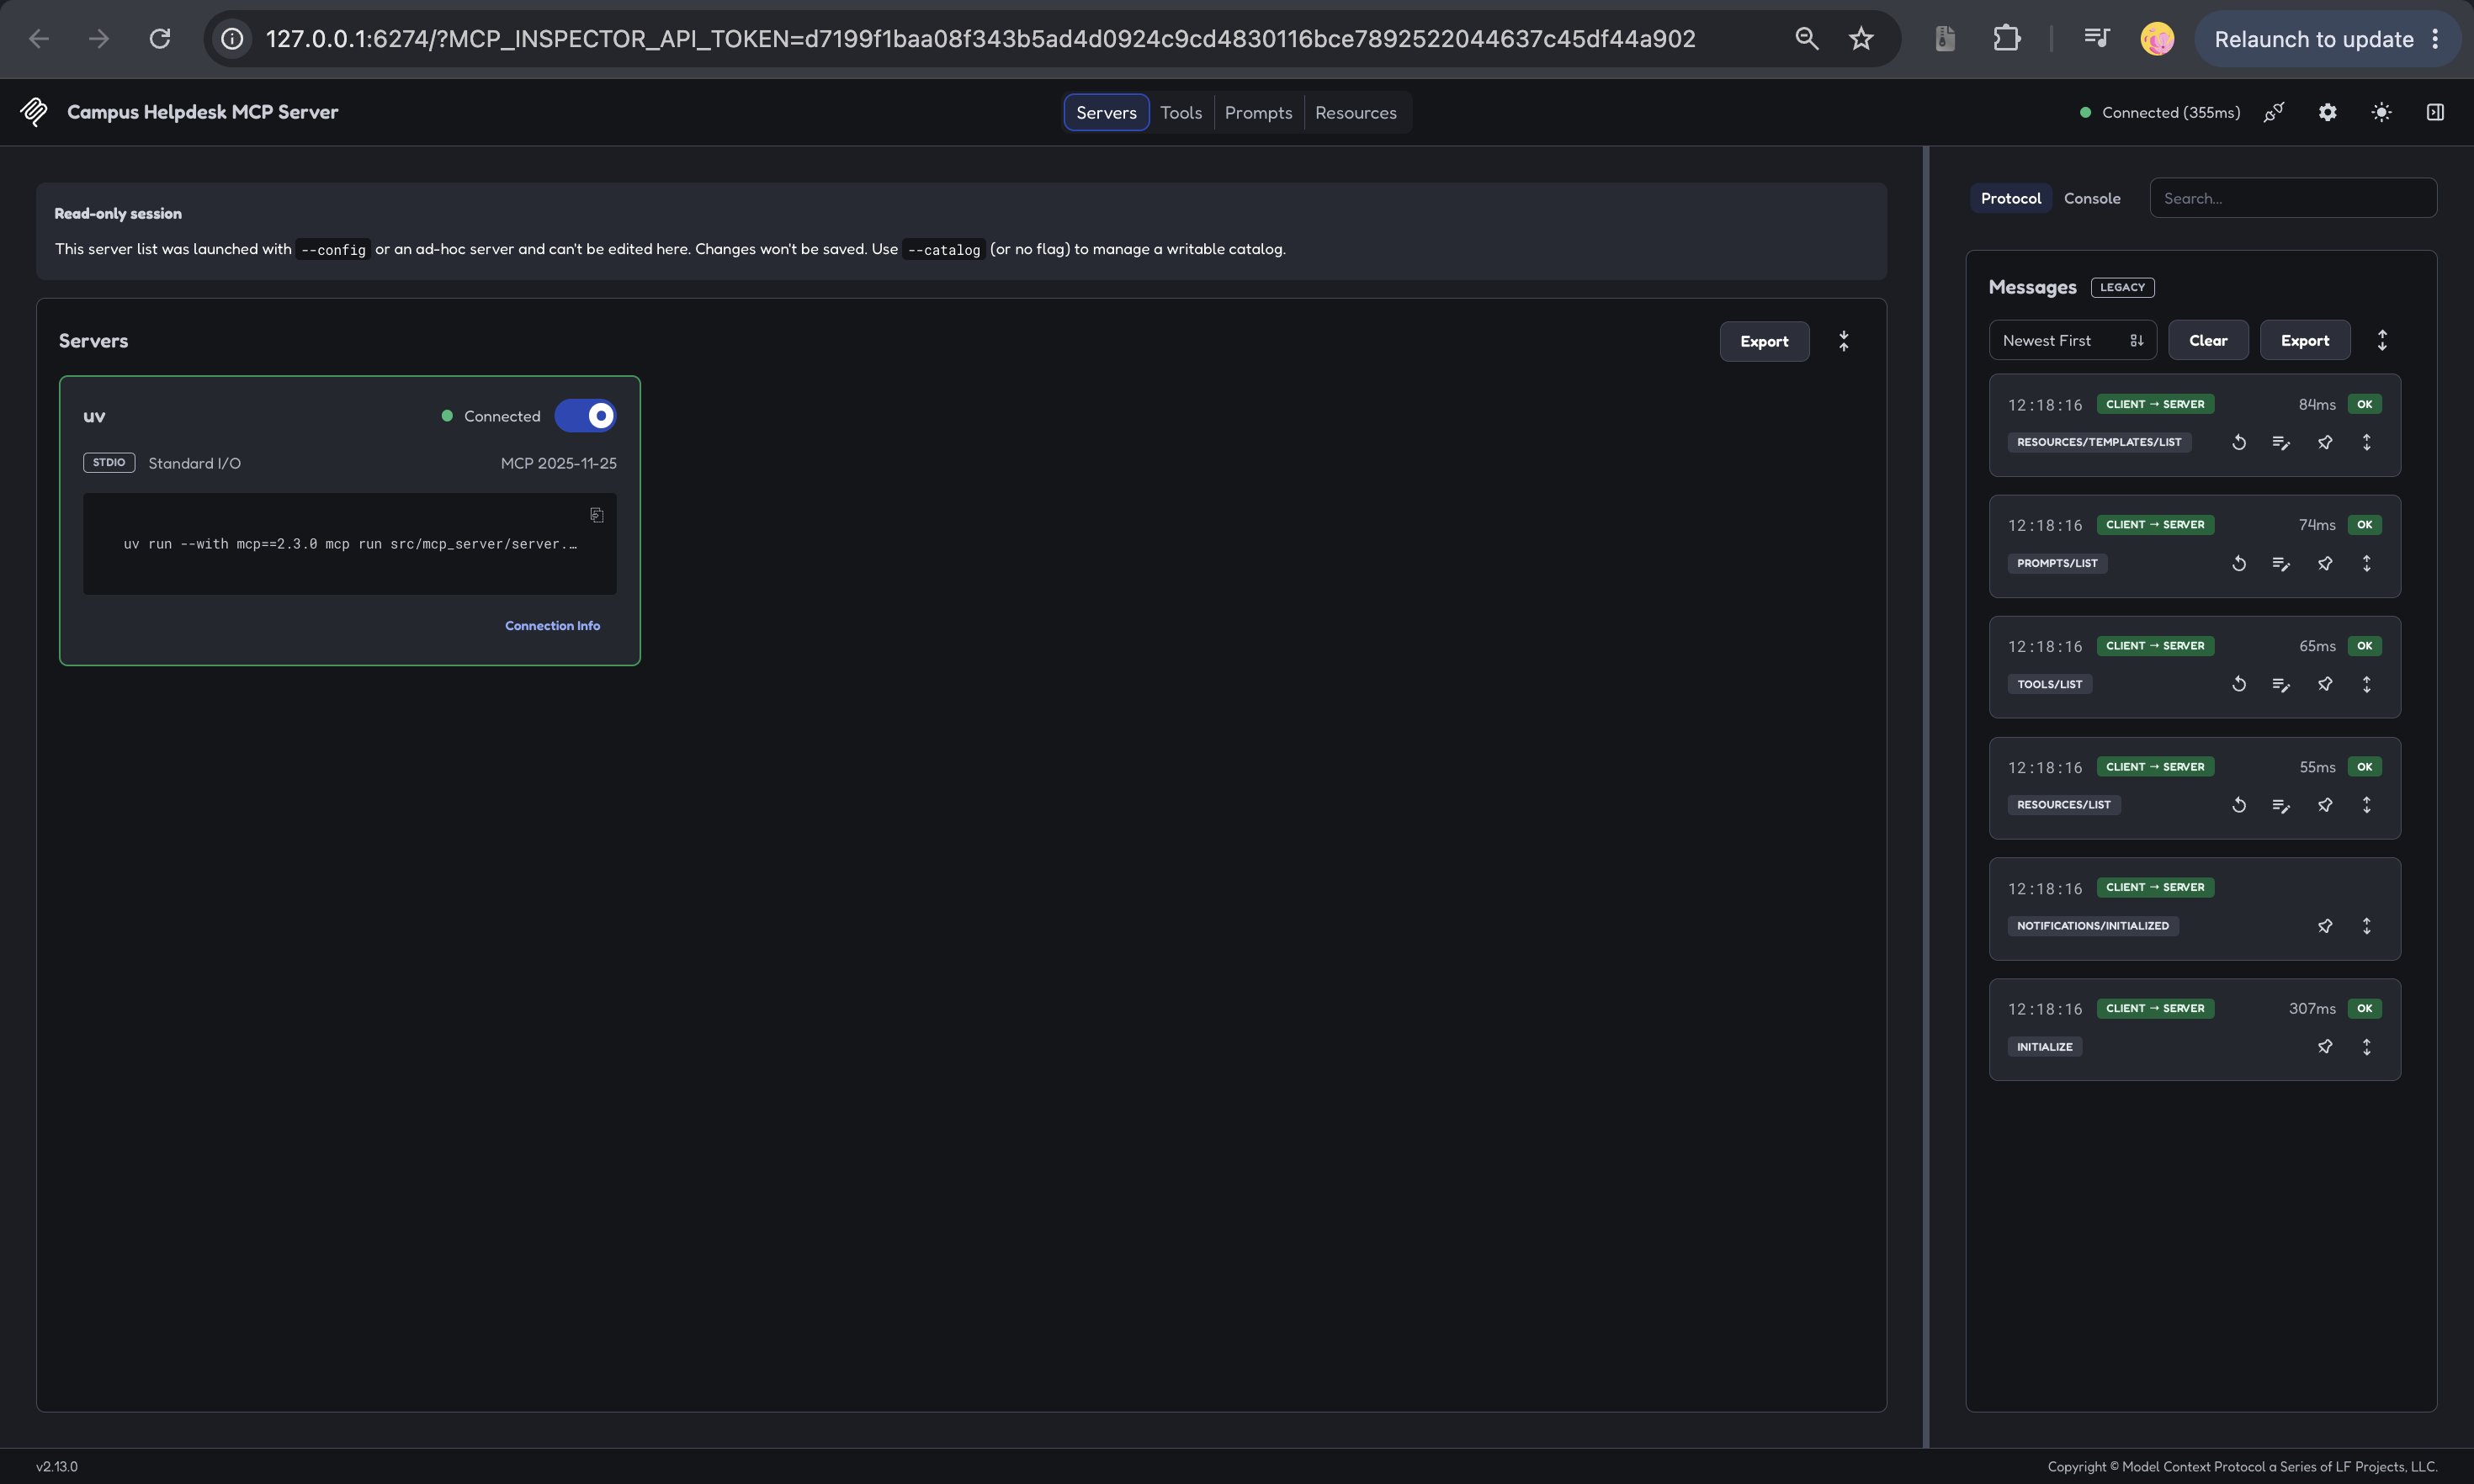 127.0.0.1:6274/?MCP_INSPECTOR_API_TOKEN=d7199f1baa08f343b5ad4d0924c9cd4830116bce7892522044637c45df44a902
Relaunch to update
Campus Helpdesk MCP Server
Servers
Tools
Prompts
Resources
Connected (355ms)
Read-only session
This server list was launched with --config or an ad-hoc server and can't be edited here. Changes won't be saved. Use --catalog (or no flag) to manage a writable catalog.
Servers
Export
uv
Connected
STDIO
Standard I/O
MCP 2025-11-25
uv run --with mcp==2.3.0 mcp run src/mcp_server/server.…
Connection Info
Protocol
Console
Search...
Messages
LEGACY
Newest First
Clear
Export
12:18:16 CLIENT → SERVER 84ms OK
RESOURCES/TEMPLATES/LIST
12:18:16 CLIENT → SERVER 74ms OK
PROMPTS/LIST
12:18:16 CLIENT → SERVER 65ms OK
TOOLS/LIST
12:18:16 CLIENT → SERVER 55ms OK
RESOURCES/LIST
12:18:16 CLIENT → SERVER
NOTIFICATIONS/INITIALIZED
12:18:16 CLIENT → SERVER 307ms OK
INITIALIZE
v2.13.0
Copyright © Model Context Protocol a Series of LF Projects, LLC.